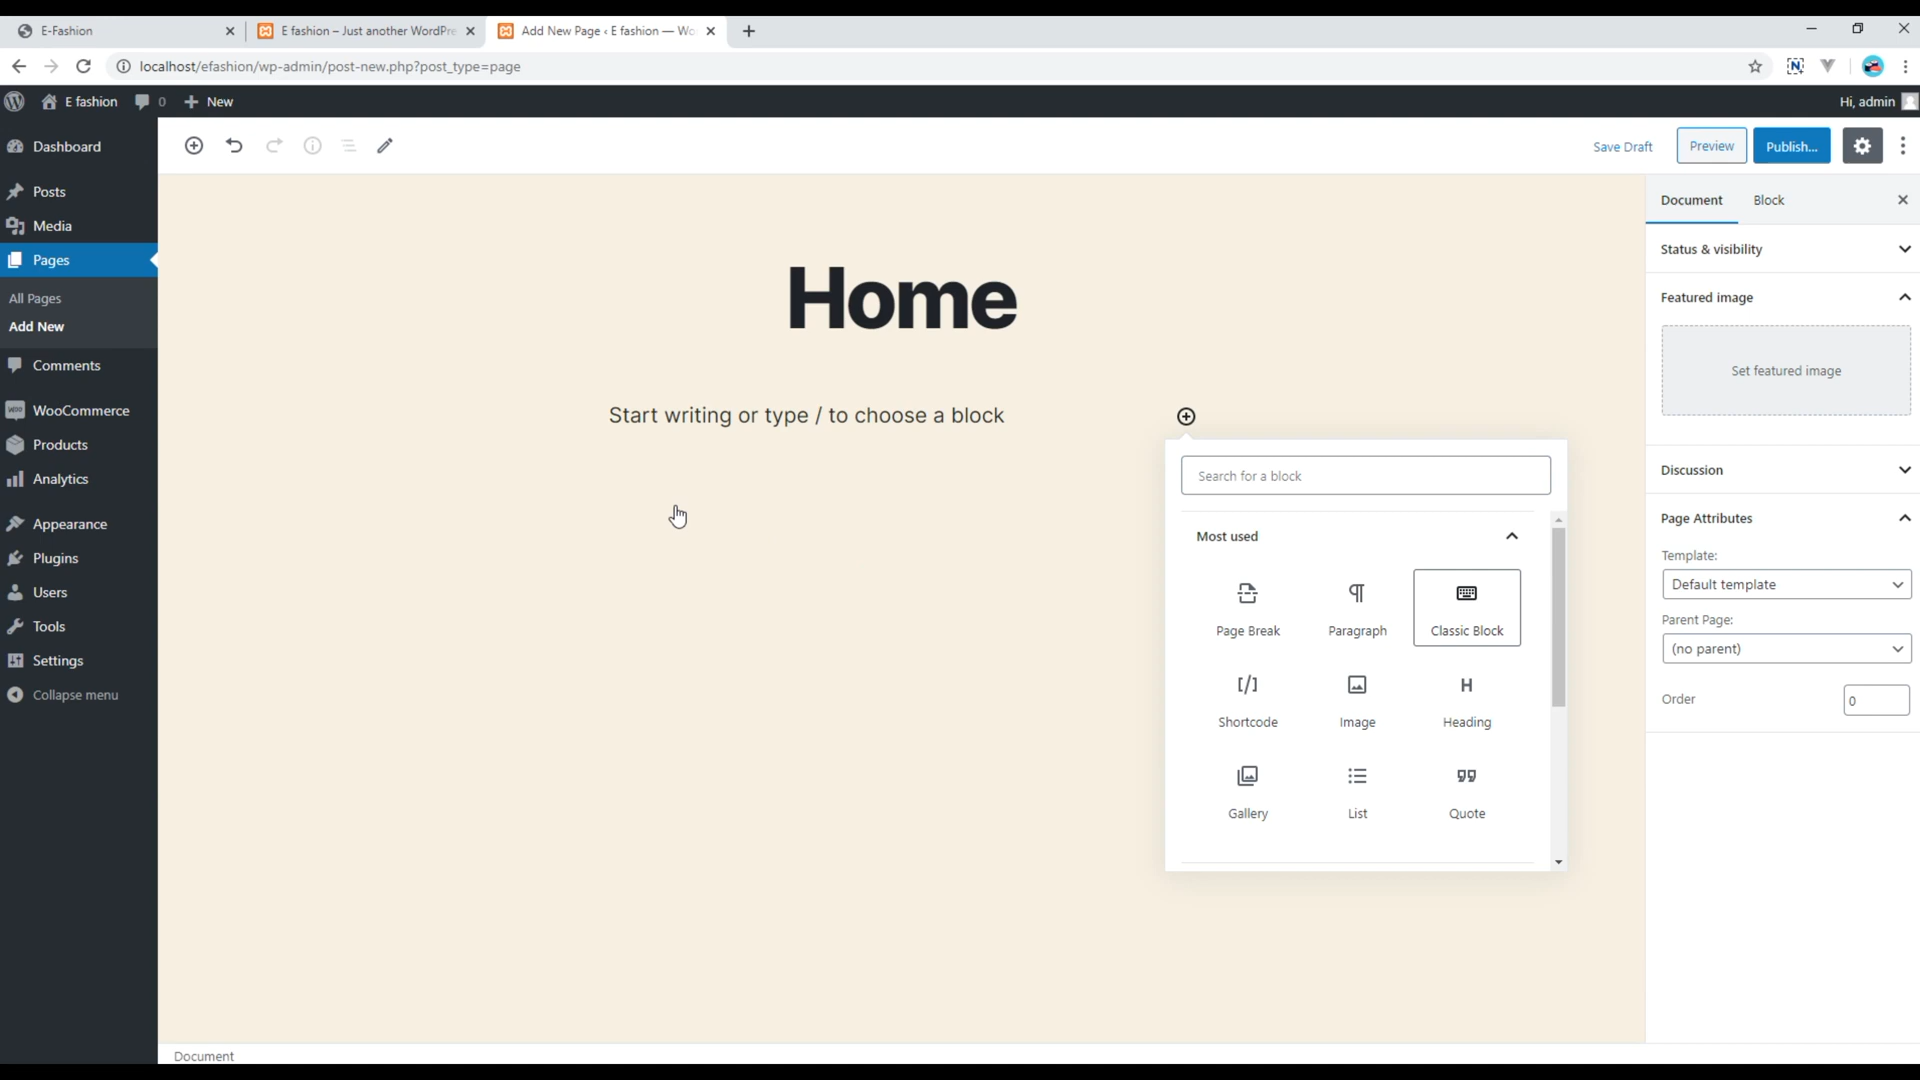 E-Fashion
E fashion – Just another WordPre
Add New Page ‹ E fashion — Wo
localhost/efashion/wp-admin/post-new.php?post_type=page
E fashion
0
New
Hi, admin
Dashboard
Posts
Media
Pages
All Pages
Add New
Comments
WooCommerce
Products
Analytics
Appearance
Plugins
Users
Tools
Settings
Collapse menu
Save Draft
Preview
Publish...
Home
Start writing or type / to choose a block
Search for a block
Most used
Page Break
Paragraph
Classic Block
Shortcode
Image
Heading
Gallery
List
Quote
Document
Block
Status & visibility
Featured image
Set featured image
Discussion
Page Attributes
Template:
Default template
Parent Page:
(no parent)
Order
0
Document